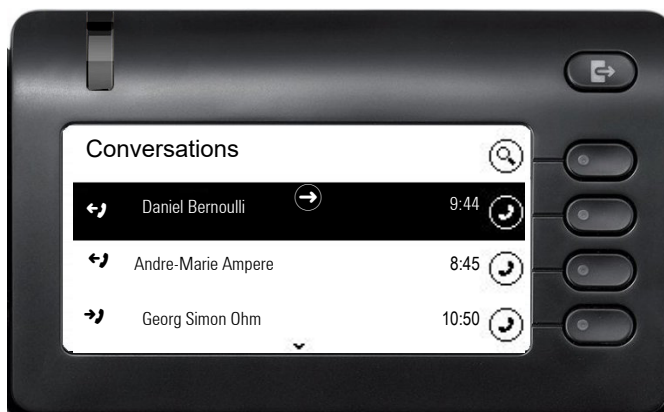 Conversations
Daniel Bernoulli 9:44
Andre-Marie Ampere 8:45
Georg Simon Ohm 10:50